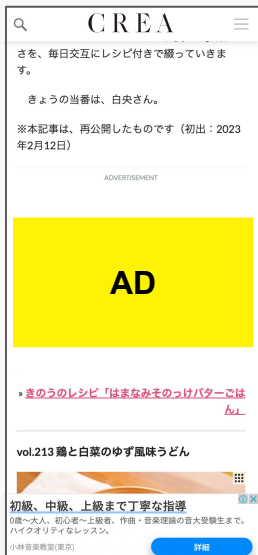 CREA
さを、毎日交互にレシピ付きで綴っていきま
す。
きょうの当番は、白央さん。
※本記事は、再公開したものです（初出：2023
年2月12日）
ADVERTISEMENT
AD
» きのうのレシピ「はまなみそのっけバターごは
ん」
vol.213 鶏と白菜のゆず風味うどん
初級、中級、上級まで丁寧な指導
0歳〜大人、初心者〜上級者、作曲・音楽理論の音大受験生まで。
ハイクオリティなレッスン。
小林音楽教室(東京)
詳細